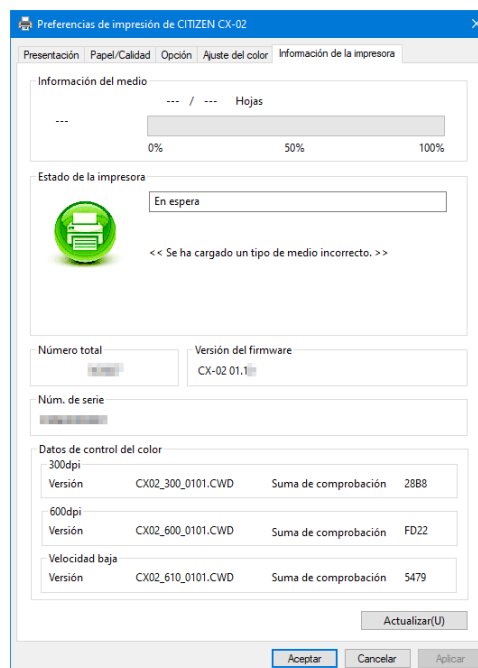 Preferencias de impresión de CITIZEN CX-02
Presentación Papel/Calidad Opción Ajuste del color Información de la impresora
Información del medio
--- / --- Hojas
---
0% 50% 100%
Estado de la impresora
En espera
<< Se ha cargado un tipo de medio incorrecto. >>
Número total
Versión del firmware
CX-02 01.1
Núm. de serie
Datos de control del color
300dpi
Versión CX02_300_0101.CWD Suma de comprobación 28B8
600dpi
Versión CX02_600_0101.CWD Suma de comprobación FD22
Velocidad baja
Versión CX02_610_0101.CWD Suma de comprobación 5479
Actualizar(U)
Aceptar Cancelar Aplicar